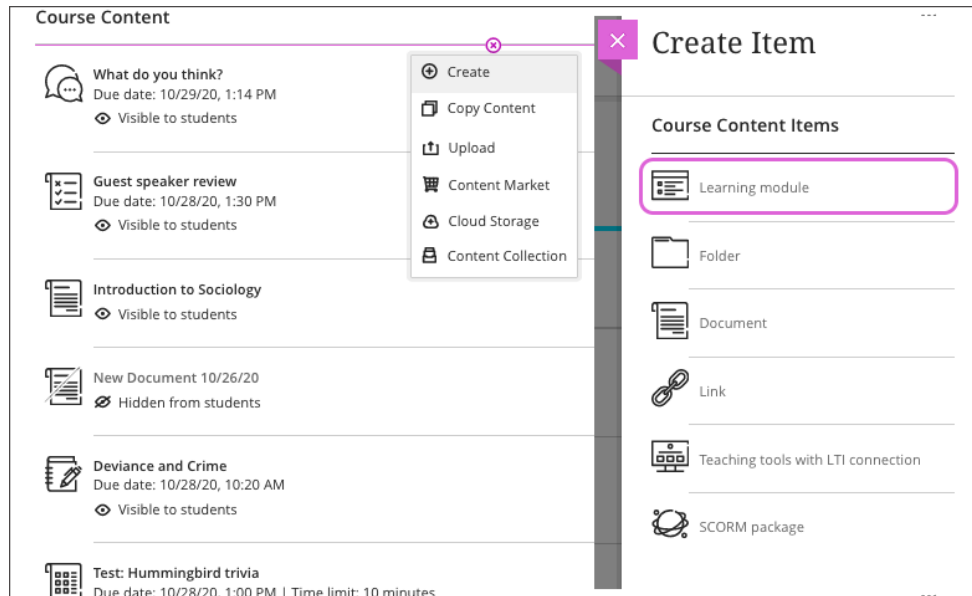 Course Content
What do you think?
Due date: 10/29/20, 1:14 PM
Visible to students
Guest speaker review
Due date: 10/28/20, 1:30 PM
Visible to students
Introduction to Sociology
Visible to students
New Document 10/26/20
Hidden from students
Deviance and Crime
Due date: 10/28/20, 10:20 AM
Visible to students
Test: Hummingbird trivia
Due date: 10/28/20, 1:00 PM | Time limit: 10 minutes
Create
Copy Content
Upload
Content Market
Cloud Storage
Content Collection
Create Item
Course Content Items
Learning module
Folder
Document
Link
Teaching tools with LTI connection
SCORM package